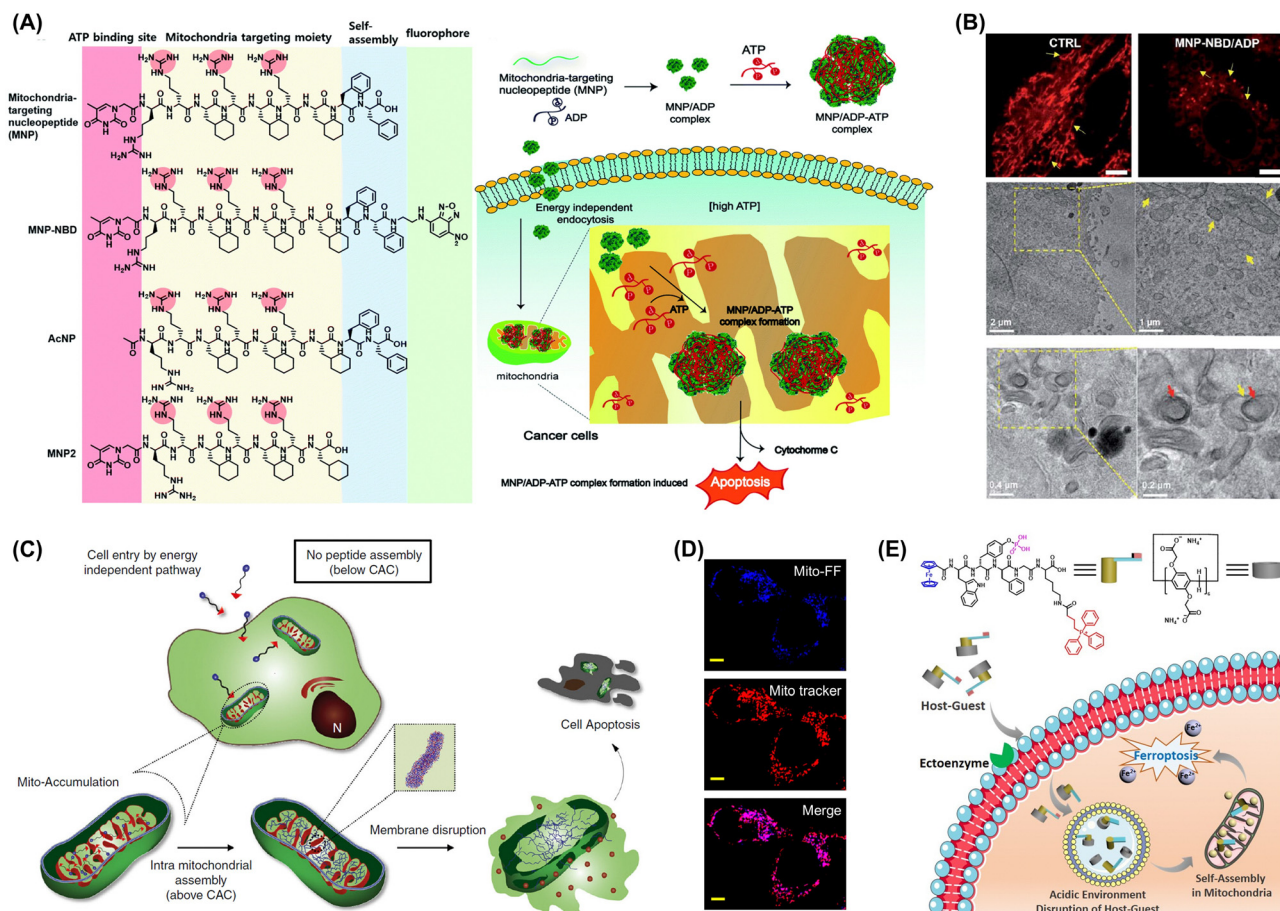 (A)
ATP binding site
Mitochondria targeting moiety
Self-
assembly
fluorophore
Mitochondria-
targeting
nucleopeptide
(MNP)
MNP-NBD
AcNP
MNP2
Mitochondria-targeting
nucleopeptide (MNP)
ADP
MNP/ADP
complex
ATP
MNP/ADP-ATP
complex
Energy independent
endocytosis
[high ATP]
ATP
MNP/ADP-ATP
complex formation
mitochondria
Cancer cells
Cytochorme C
MNP/ADP-ATP complex formation induced
Apoptosis
(B)
CTRL
MNP-NBD/ADP
2 μm
1 μm
0.4 μm
0.2 μm
(C)
Cell entry by energy
independent pathway
No peptide assembly
(below CAC)
N
Mito-Accumulation
Intra mitochondrial
assembly
(above CAC)
Membrane disruption
Cell Apoptosis
(D)
Mito-FF
Mito tracker
Merge
(E)
Host-Guest
Ectoenzyme
Fe2+
Ferroptosis
Fe2+
Fe2+
Acidic Environment
Disruption of Host-Guest
Self-Assembly
in Mitochondria